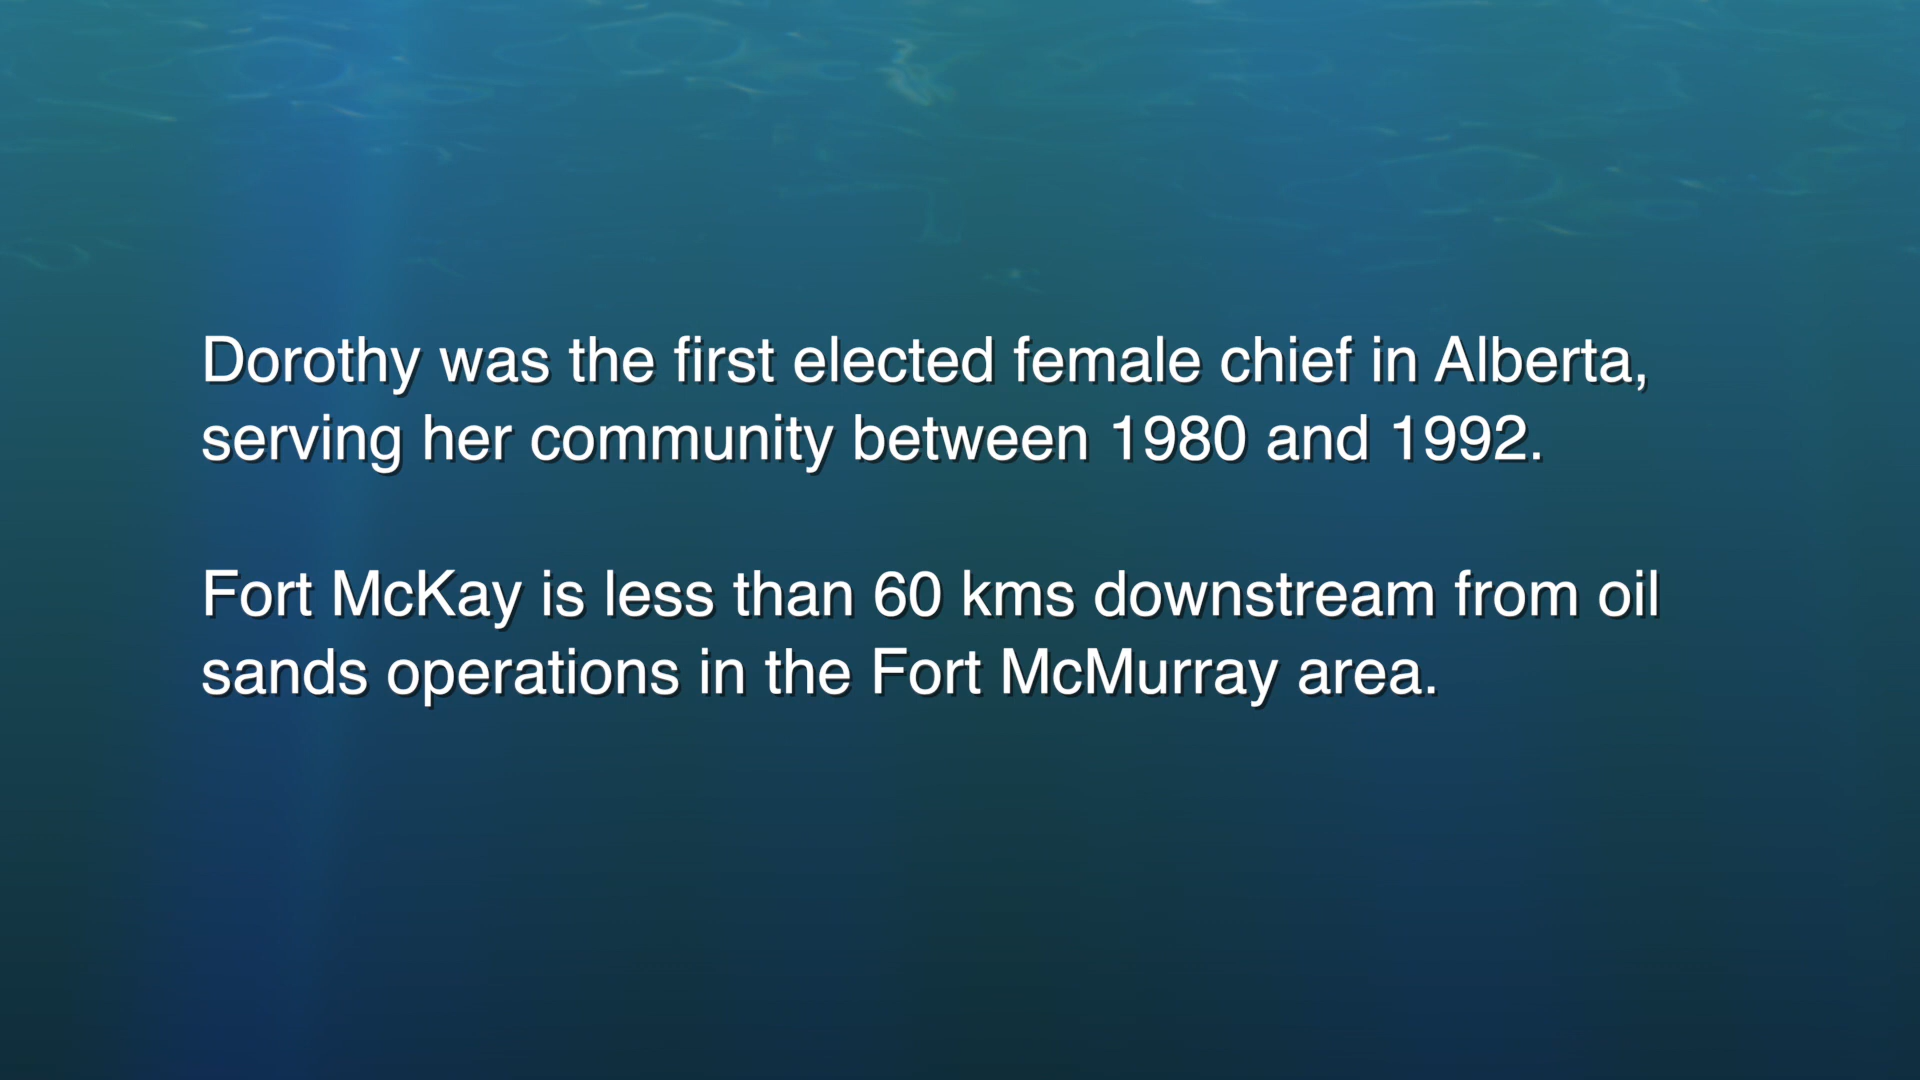 Dorothy was the first elected female chief in Alberta,
serving her community between 1980 and 1992.
Fort McKay is less than 60 kms downstream from oil
sands operations in the Fort McMurray area.